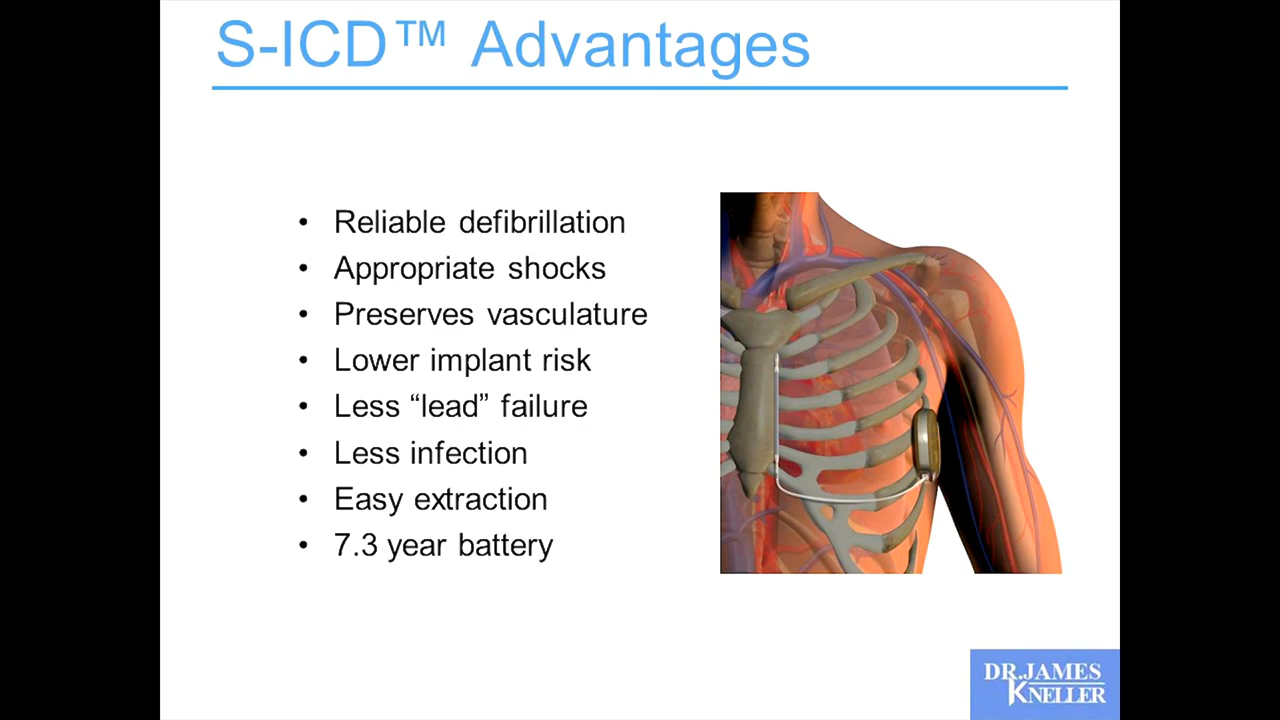 S-ICD™ Advantages
• Reliable defibrillation
• Appropriate shocks
• Preserves vasculature
• Lower implant risk
• Less “lead” failure
• Less infection
• Easy extraction
• 7.3 year battery
DR.JAMES
KNELLER